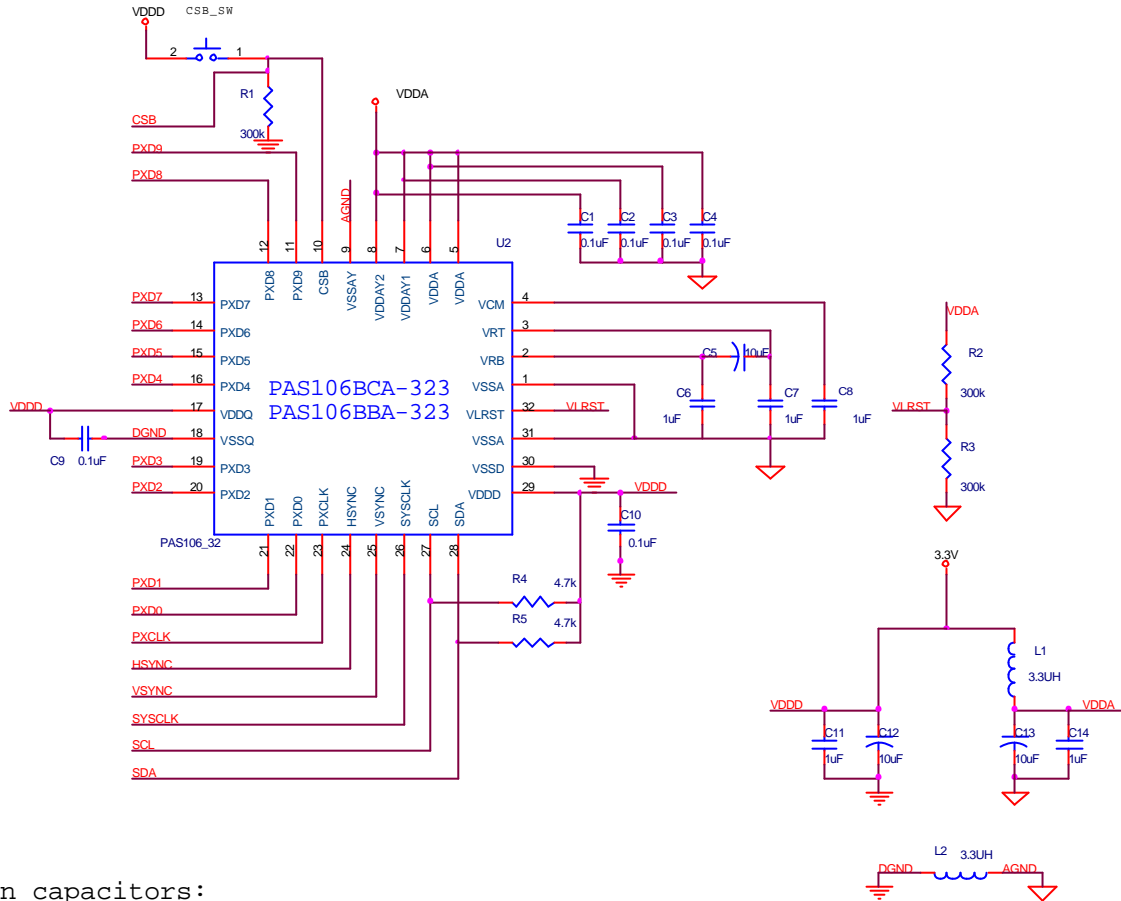 VDDD CSB_SW
2 1
R1
300k
VDDA
CSB
PXD9
PXD8
AGND
C1 C2 C3 C4
0.1uF 0.1uF 0.1uF 0.1uF
12 11 10 9 8 7 6 5
U2
PXD8 PXD9 CSB VSSAY VDDAY2 VDDAY1 VDDA VDDA
PXD7 13 PXD7
PXD6 14 PXD6
PXD5 15 PXD5
PXD4 16 PXD4
VDDD 17 VDDQ
DGND 18 VSSQ
C9 0.1uF
PXD3 19 PXD3
PXD2 20 PXD2
PAS106BCA-323
PAS106BBA-323
VCM 4
VRT 3
VRB 2
VSSA 1
VLRST 32 VLRST
VSSA 31
VSSD 30
VDDD 29 VDDD
C5 10uF
C6 1uF
C7 1uF
C8 1uF
C10
0.1uF
VDDA
R2
300k
VLRST
R3
300k
PXD1 PXD0 PXCLK HSYNC VSYNC SYSCLK SCL SDA
PAS106_32
21 22 23 24 25 26 27 28
R4 4.7k
R5 4.7k
PXD1
PXD0
PXCLK
HSYNC
VSYNC
SYSCLK
SCL
SDA
3.3V
L1
3.3UH
VDDD VDDA
C11 C12 C13 C14
1uF 10uF 10uF 1uF
L2 3.3UH
DGND AGND
n capacitors: